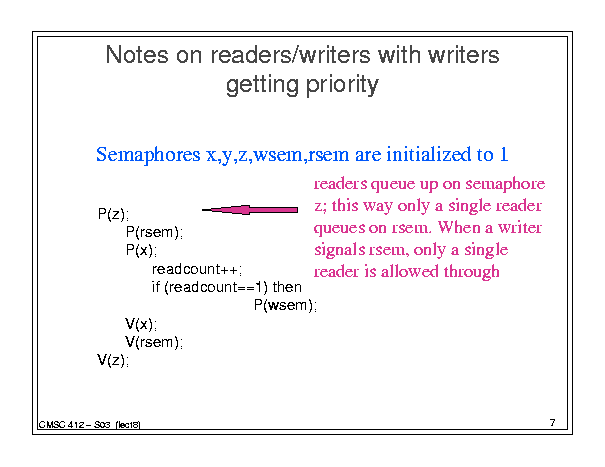 Notes on readers/writers with writers
getting priority
Semaphores x,y,z,wsem,rsem are initialized to 1
readers queue up on semaphore
z; this way only a single reader
queues on rsem. When a writer
signals rsem, only a single
reader is allowed through
P(z);
P(rsem);
P(x);
readcount++;
if (readcount==1) then
P(wsem);
V(x);
V(rsem);
V(z);
CMSC 412 – S03 (lect8)
7